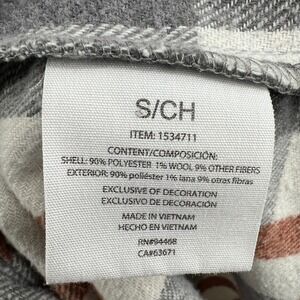 S/CH
ITEM: 1534711
CONTENT/COMPOSICIÓN:
SHELL: 90% POLYESTER 1% WOOL 9% OTHER FIBERS
EXTERIOR: 90% poliéster 1% lana 9% otras fibras
EXCLUSIVE OF DECORATION
EXCLUSIVO DE DECORACIÓN
MADE IN VIETNAM
HECHO EN VIETNAM
RN#94468
CA#63671